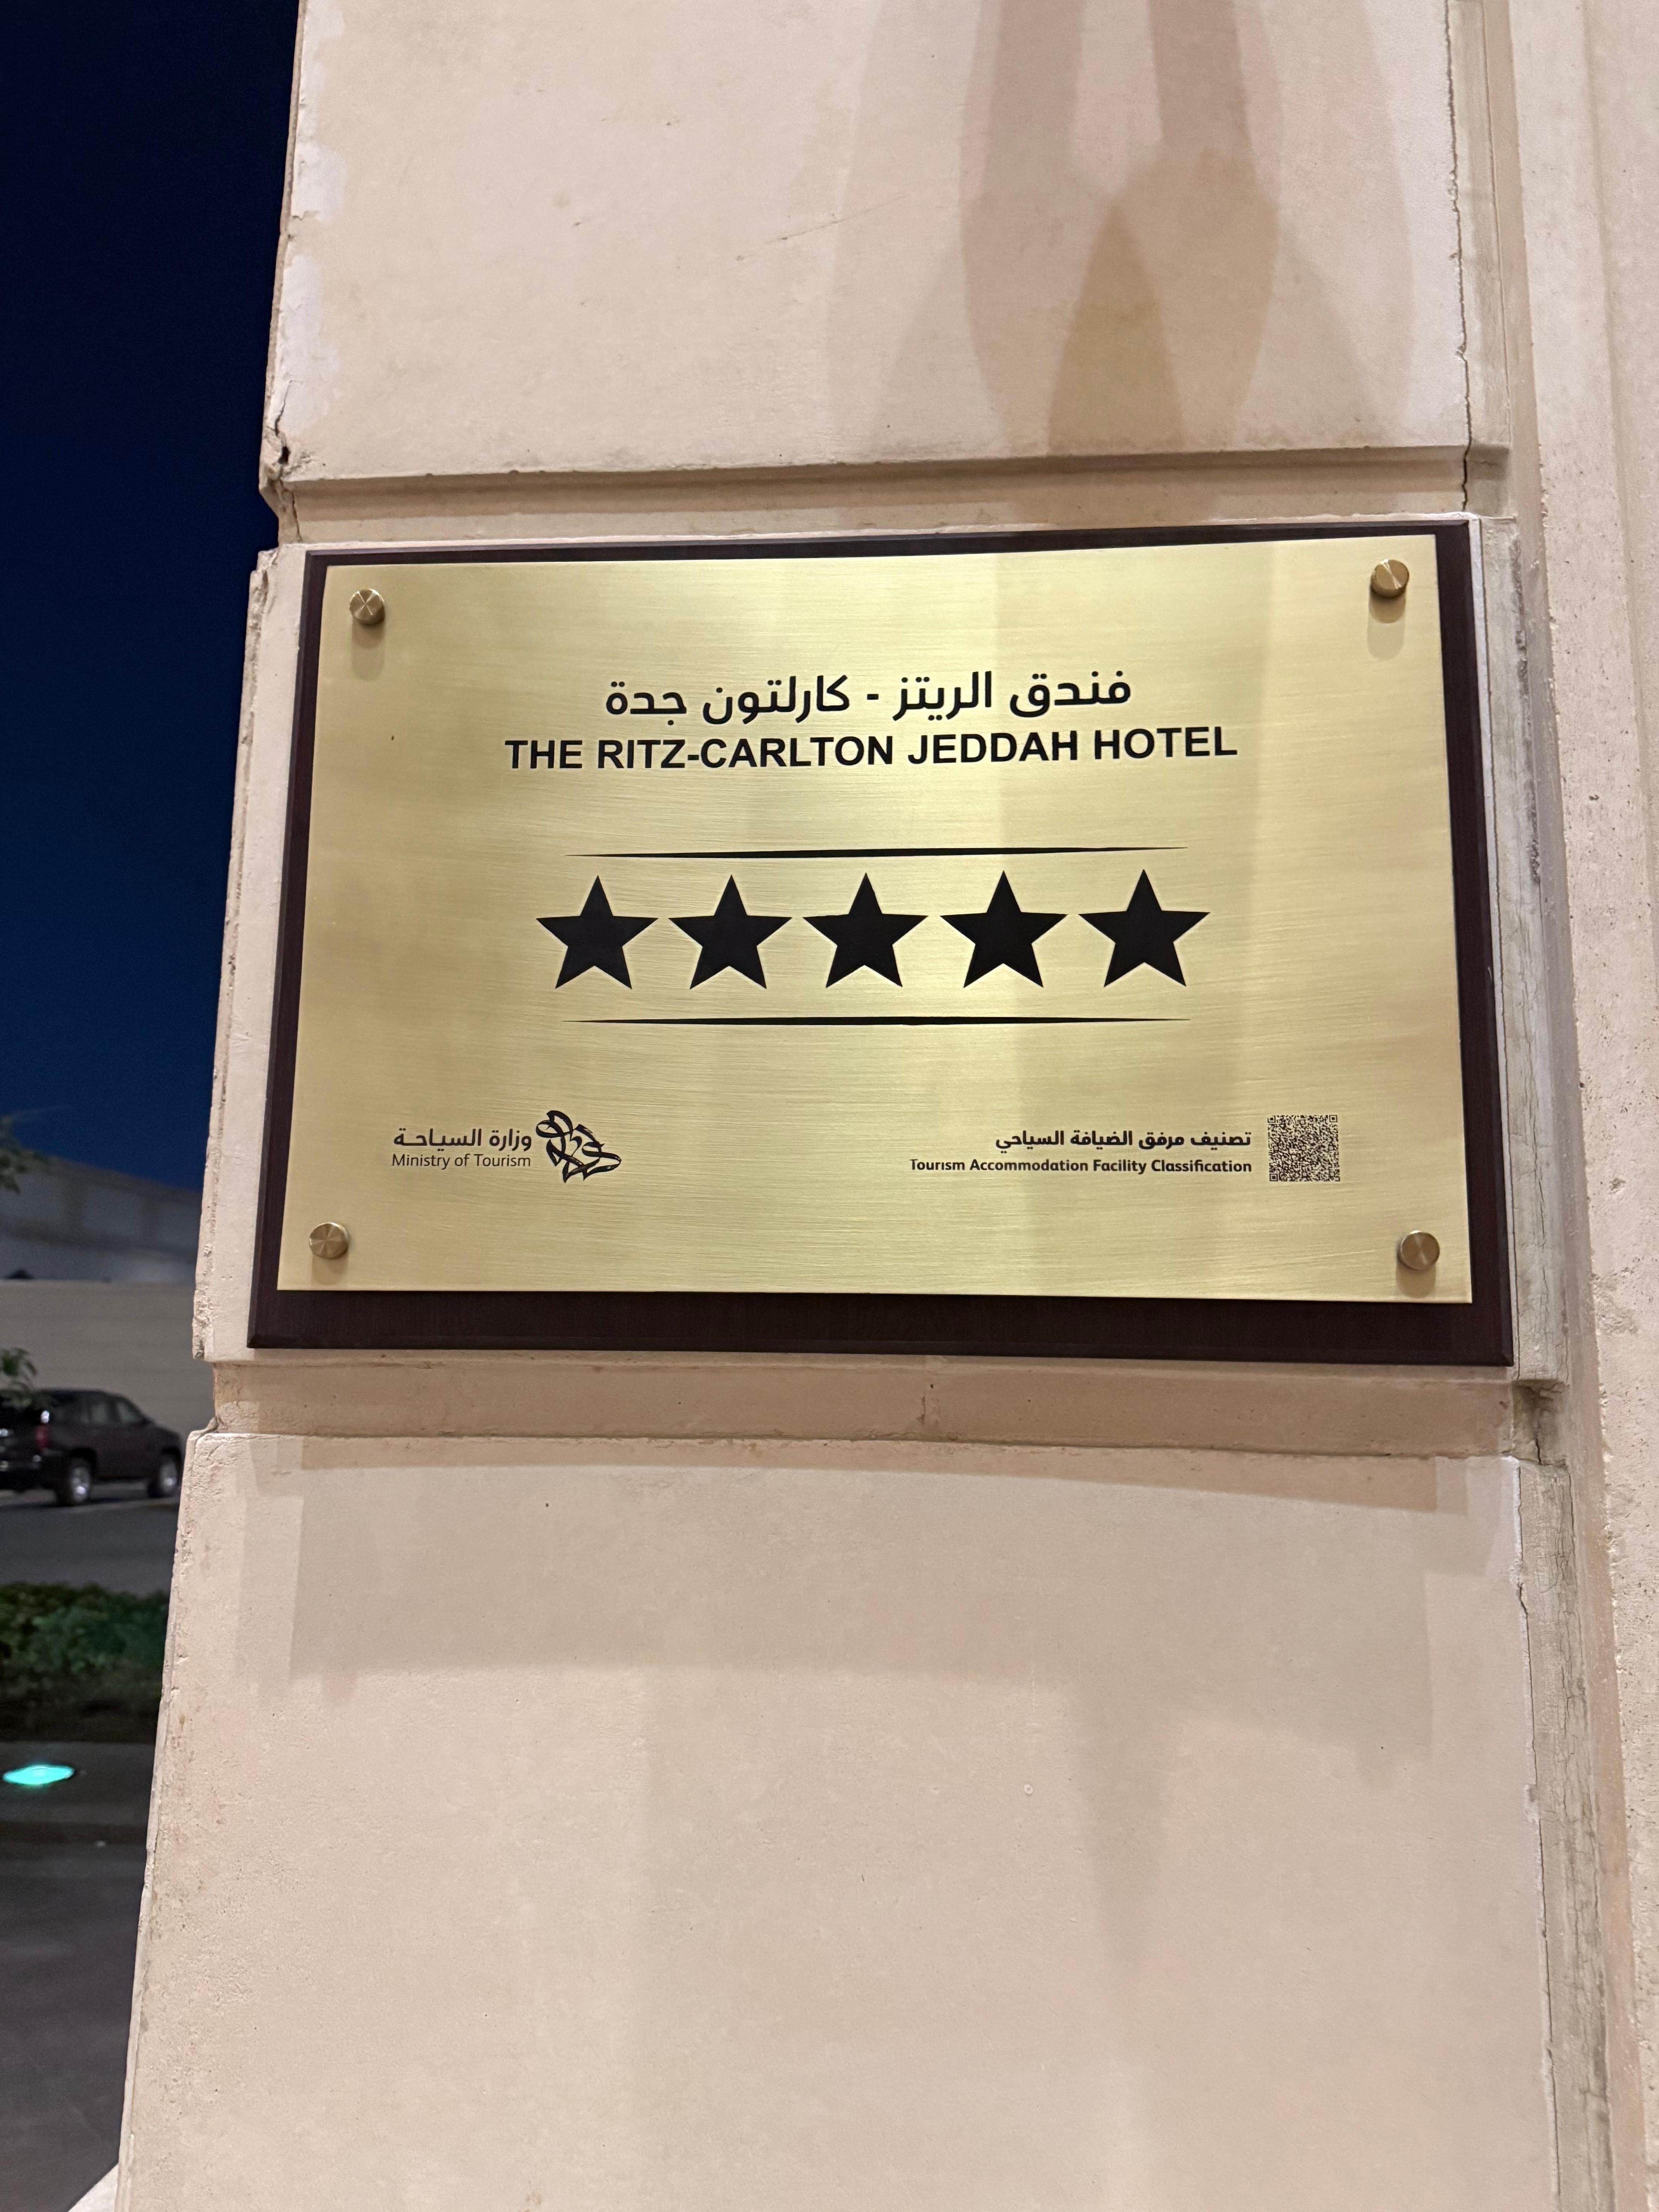 فندق الريتز - كارلتون جدة
THE RITZ-CARLTON JEDDAH HOTEL
وزارة السياحة
Ministry of Tourism
تصنيف مرفق الضيافة السياحي
Tourism Accommodation Facility Classification